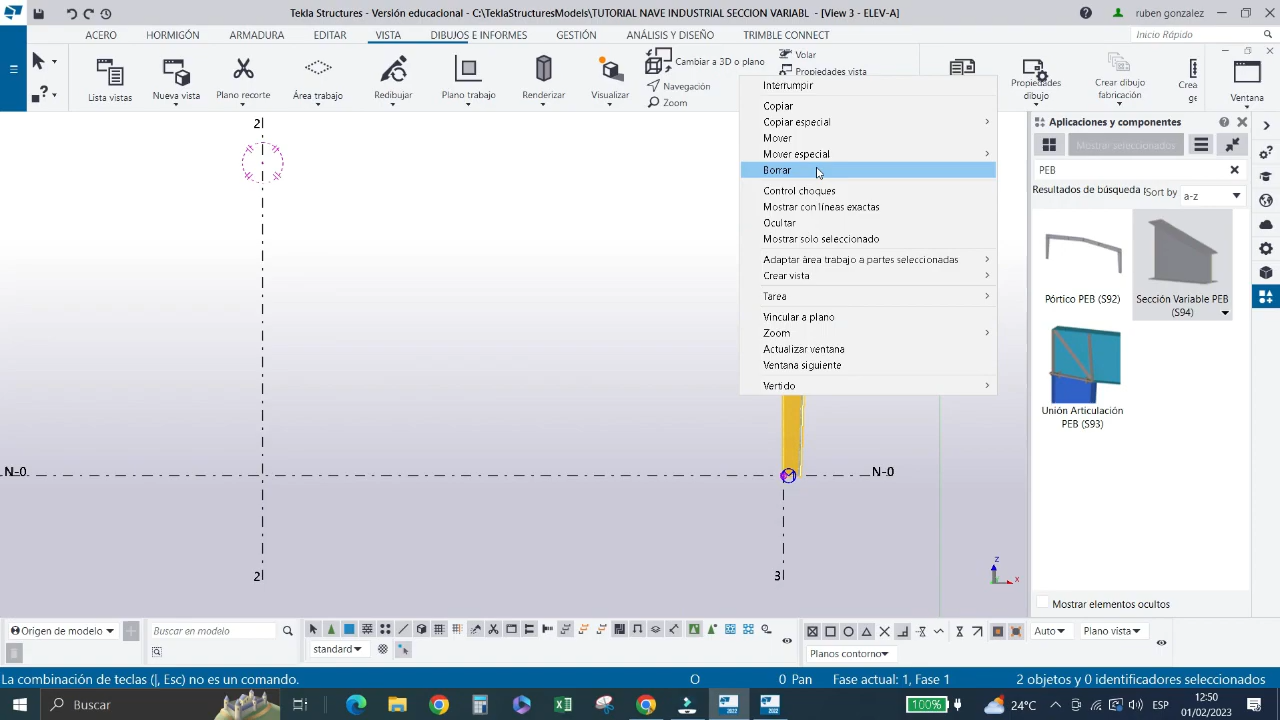 Tekla Structures - Versión educacional - C:\TeklaStructuresModels\TUTORIAL NAVE INDUSTRIAL SECCION VARIABL - [View 3 - ELEV A]
ruben gonzalez
ACERO
HORMIGÓN
ARMADURA
EDITAR
VISTA
DIBUJOS E INFORMES
GESTIÓN
ANÁLISIS Y DISEÑO
TRIMBLE CONNECT
Inicio Rápido
Lista vistas
Nueva vista
Plano recorte
Área trabajo
Redibujar
Plano trabajo
Renderizar
Visualizar
Cambiar a 3D o plano
Navegación
Zoom
Volar
Propiedades vista
Propiedades
dibujo
Crear dibujo
fabricación
Crea
ge
Ventana
Interrumpir
Copiar
Copiar especial
Mover
Mover especial
Borrar
Control choques
Mostrar con líneas exactas
Ocultar
Mostrar solo seleccionado
Adaptar área trabajo a partes seleccionadas
Crear vista
Tarea
Vincular a plano
Zoom
Actualizar ventana
Ventana siguiente
Vertido
Aplicaciones y componentes
Mostrar seleccionados
PEB
Resultados de búsqueda
Sort by
a-z
Pórtico PEB (S92)
Sección Variable PEB
(S94)
Unión Articulación
PEB (S93)
Mostrar elementos ocultos
2
N-0
N-0
2
3
z
x
Origen de modelo
Buscar en modelo
standard
Auto
Plano vista
Planos contorno
La combinación de teclas (|, Esc) no es un comando.
O
0
Pan
Fase actual: 1, Fase 1
2 objetos y 0 identificadores seleccionados
Buscar
2022
2022
100%
24°C
ESP
12:50
01/02/2023